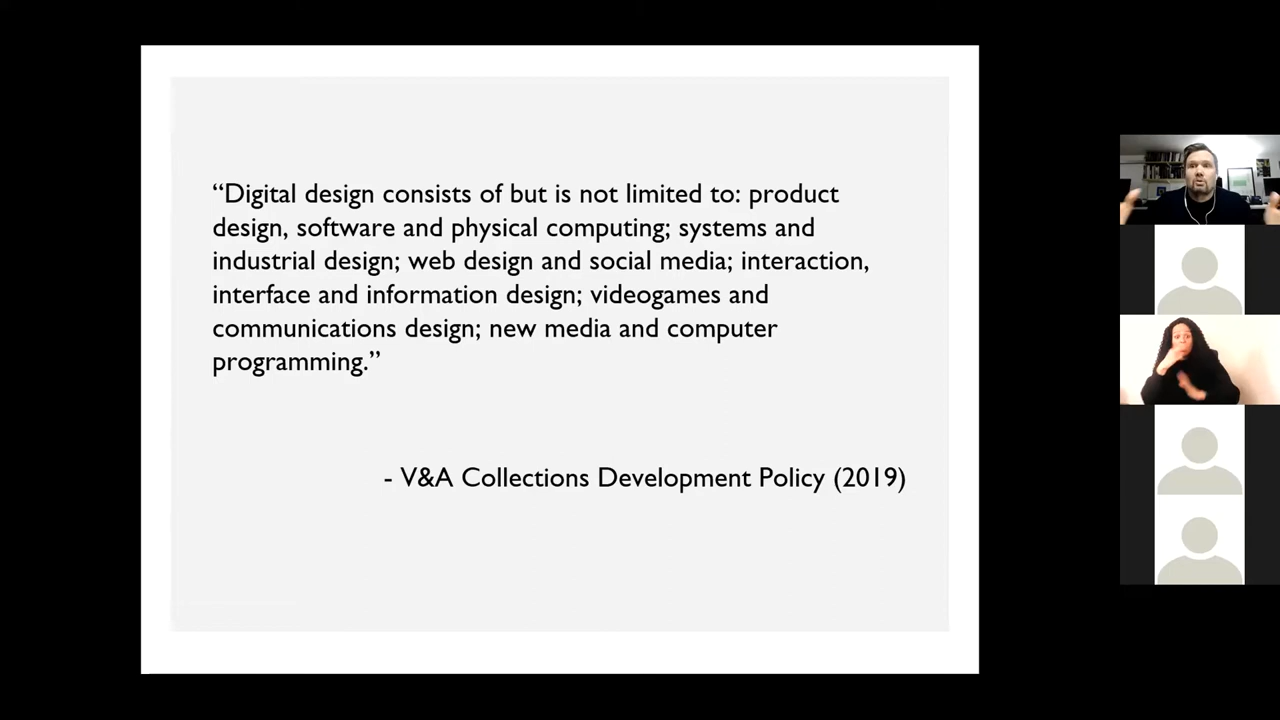 “Digital design consists of but is not limited to: product
design, software and physical computing; systems and
industrial design; web design and social media; interaction,
interface and information design; videogames and
communications design; new media and computer
programming.”
- V&A Collections Development Policy (2019)